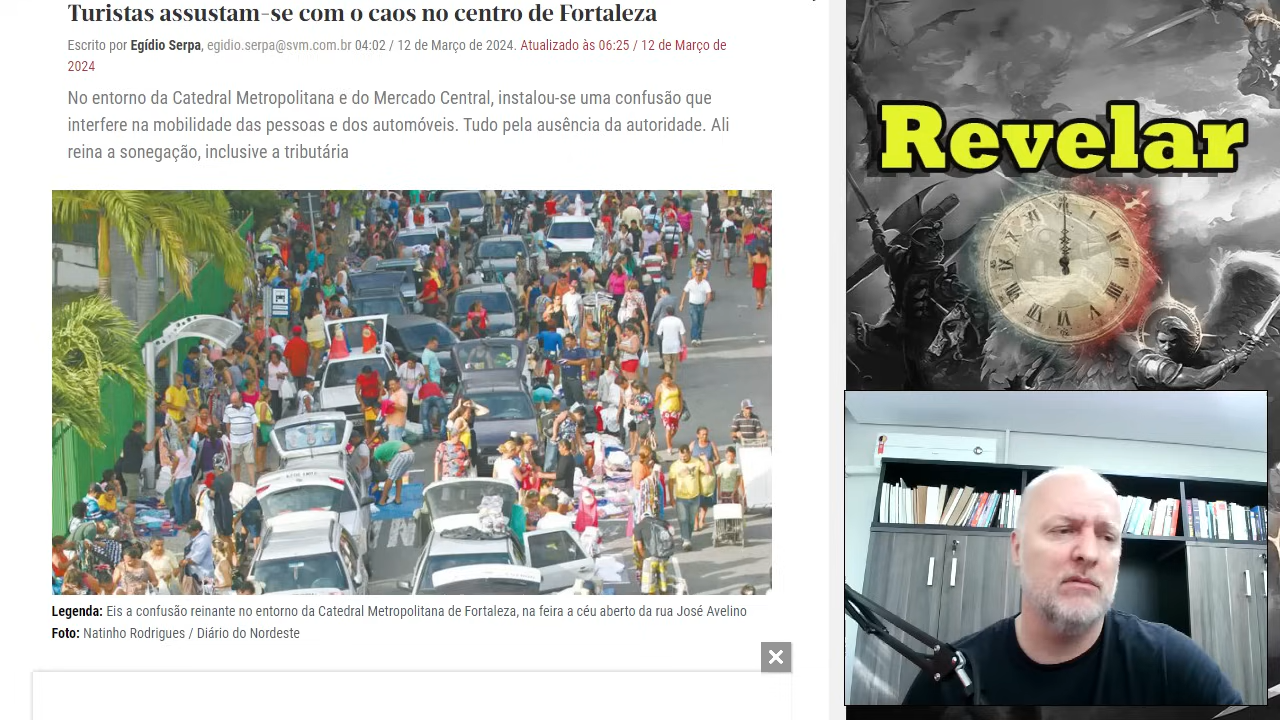 Turistas assustam-se com o caos no centro de Fortaleza
Escrito por Egídio Serpa, egidio.serpa@svm.com.br 04:02 / 12 de Março de 2024. Atualizado às 06:25 / 12 de Março de
2024
No entorno da Catedral Metropolitana e do Mercado Central, instalou-se uma confusão que
interfere na mobilidade das pessoas e dos automóveis. Tudo pela ausência da autoridade. Ali
reina a sonegação, inclusive a tributária
Legenda: Eis a confusão reinante no entorno da Catedral Metropolitana de Fortaleza, na feira a céu aberto da rua José Avelino
Foto: Natinho Rodrigues / Diário do Nordeste
Revelar